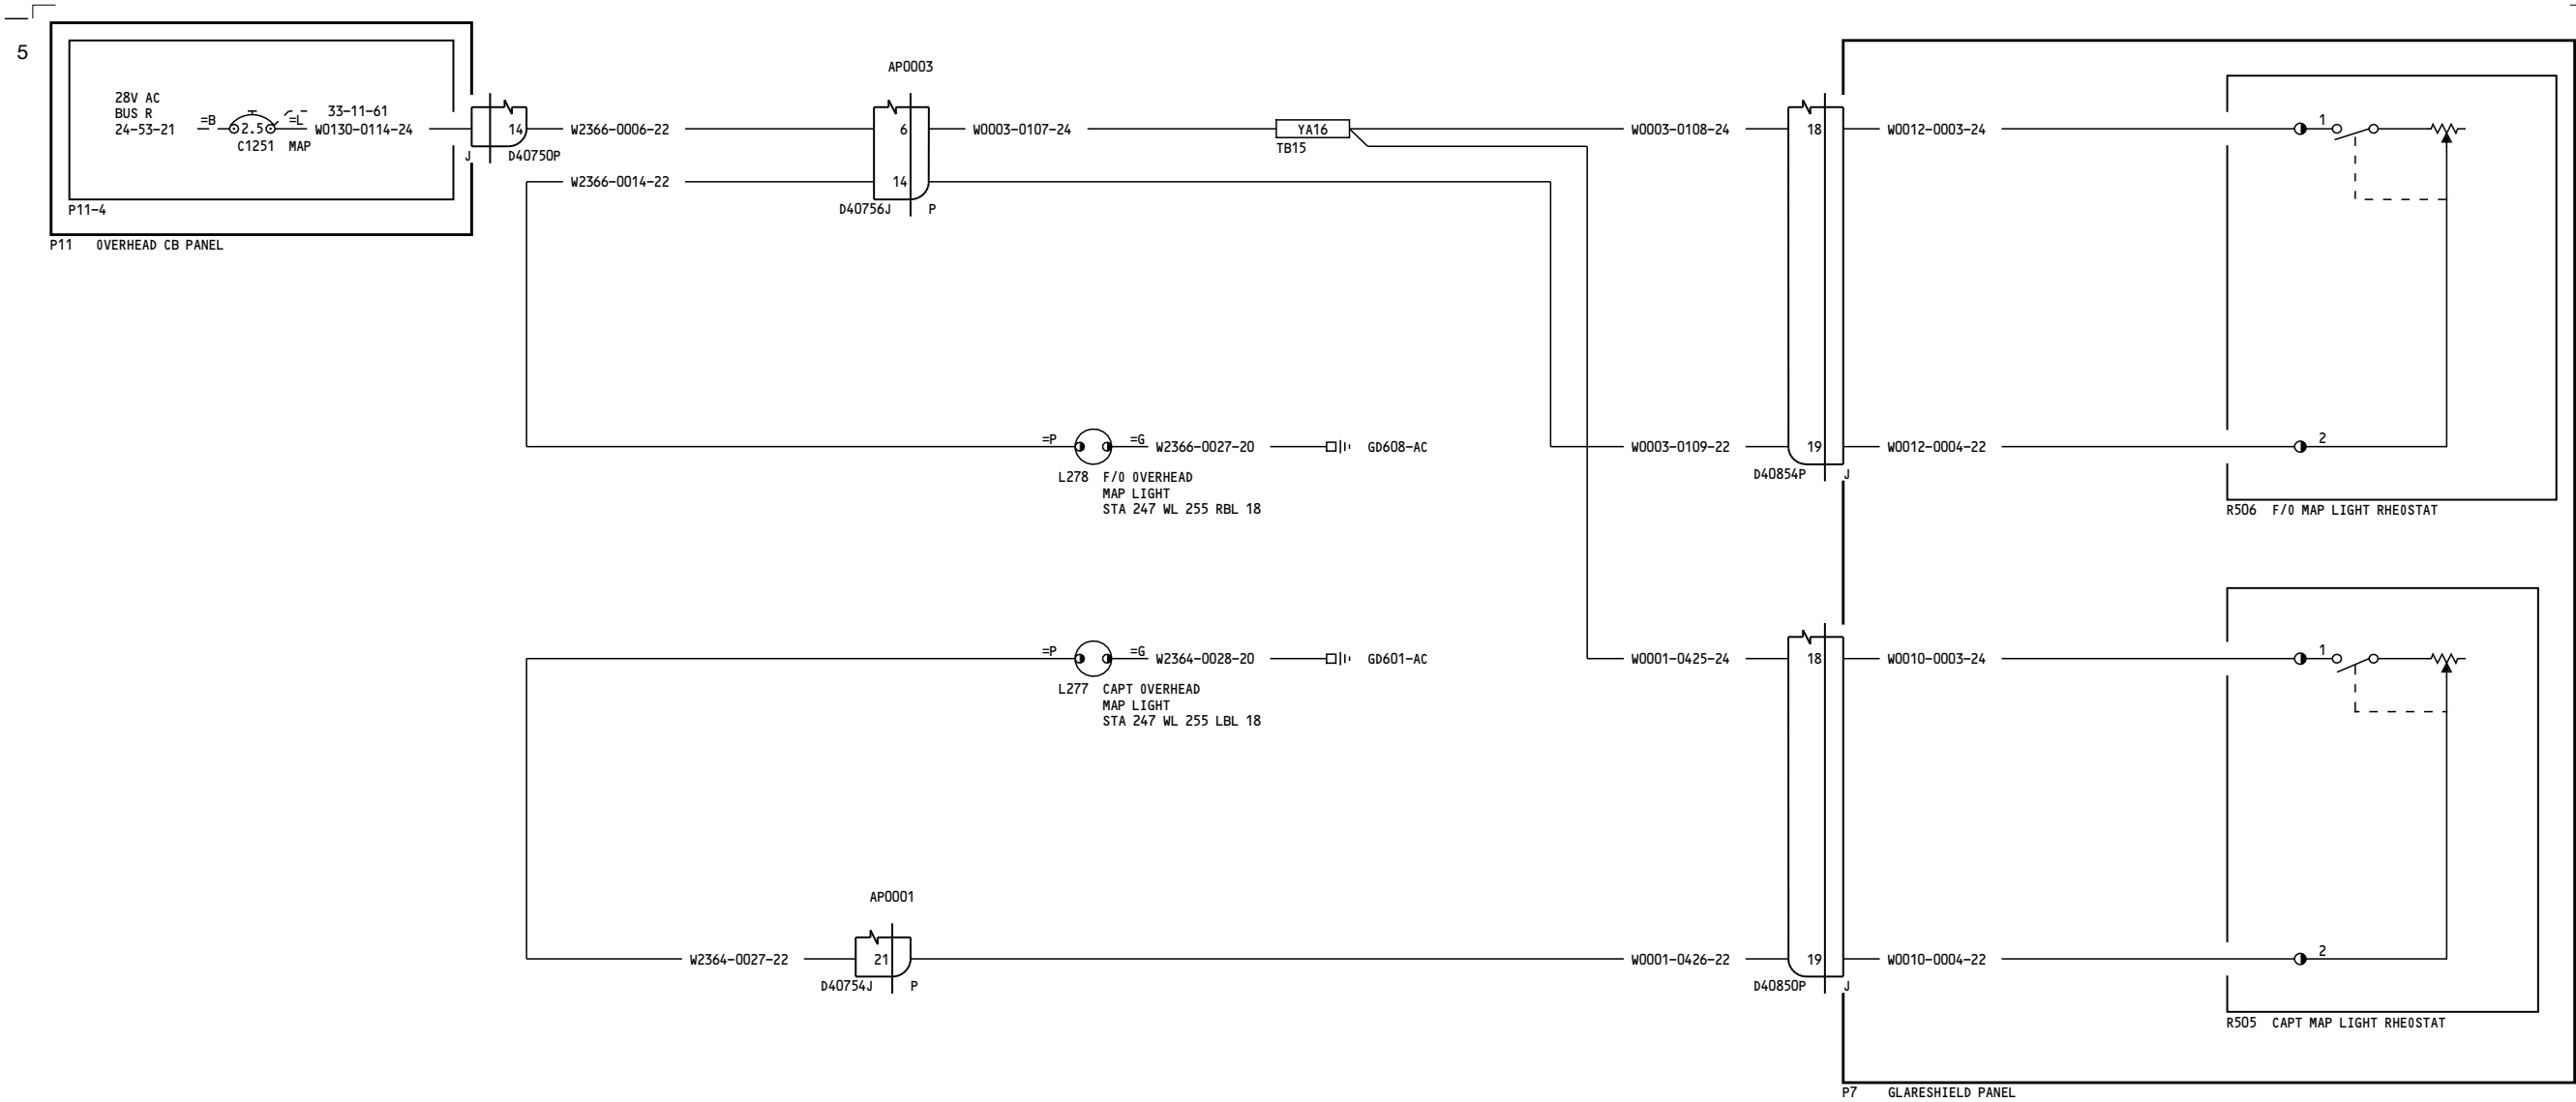 5
28V AC
BUS R
24-53-21
=B
2.5
=L
33-11-61
W0130-0114-24
C1251 MAP
P11-4
P11 OVERHEAD CB PANEL
J
14
D40750P
W2366-0006-22
W2366-0014-22
AP0003
6
14
D40756J P
W0003-0107-24
YA16
TB15
W0003-0108-24
18
W0012-0003-24
1
=P
=G
W2366-0027-20
GD608-AC
L278 F/O OVERHEAD
MAP LIGHT
STA 247 WL 255 RBL 18
W0003-0109-22
19
D40854P J
W0012-0004-22
2
R506 F/O MAP LIGHT RHEOSTAT
=P
=G
W2364-0028-20
GD601-AC
L277 CAPT OVERHEAD
MAP LIGHT
STA 247 WL 255 LBL 18
W0001-0425-24
18
W0010-0003-24
1
AP0001
W2364-0027-22
21
D40754J P
W0001-0426-22
19
D40850P J
W0010-0004-22
2
R505 CAPT MAP LIGHT RHEOSTAT
P7 GLARESHIELD PANEL